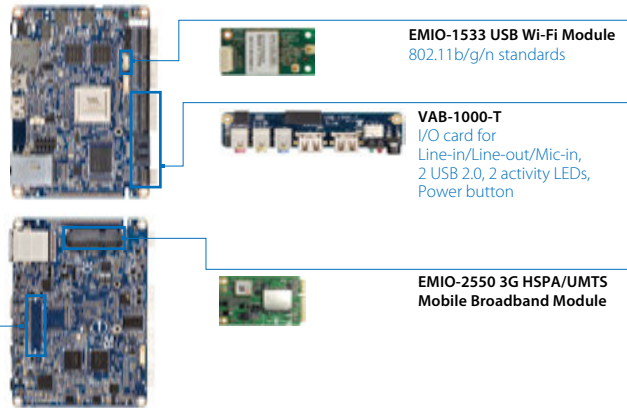 EMIO-1533 USB Wi-Fi Module
802.11b/g/n standards
VAB-1000-T
I/O card for
Line-in/Line-out/Mic-in,
2 USB 2.0, 2 activity LEDs,
Power button
EMIO-2550 3G HSPA/UMTS
Mobile Broadband Module